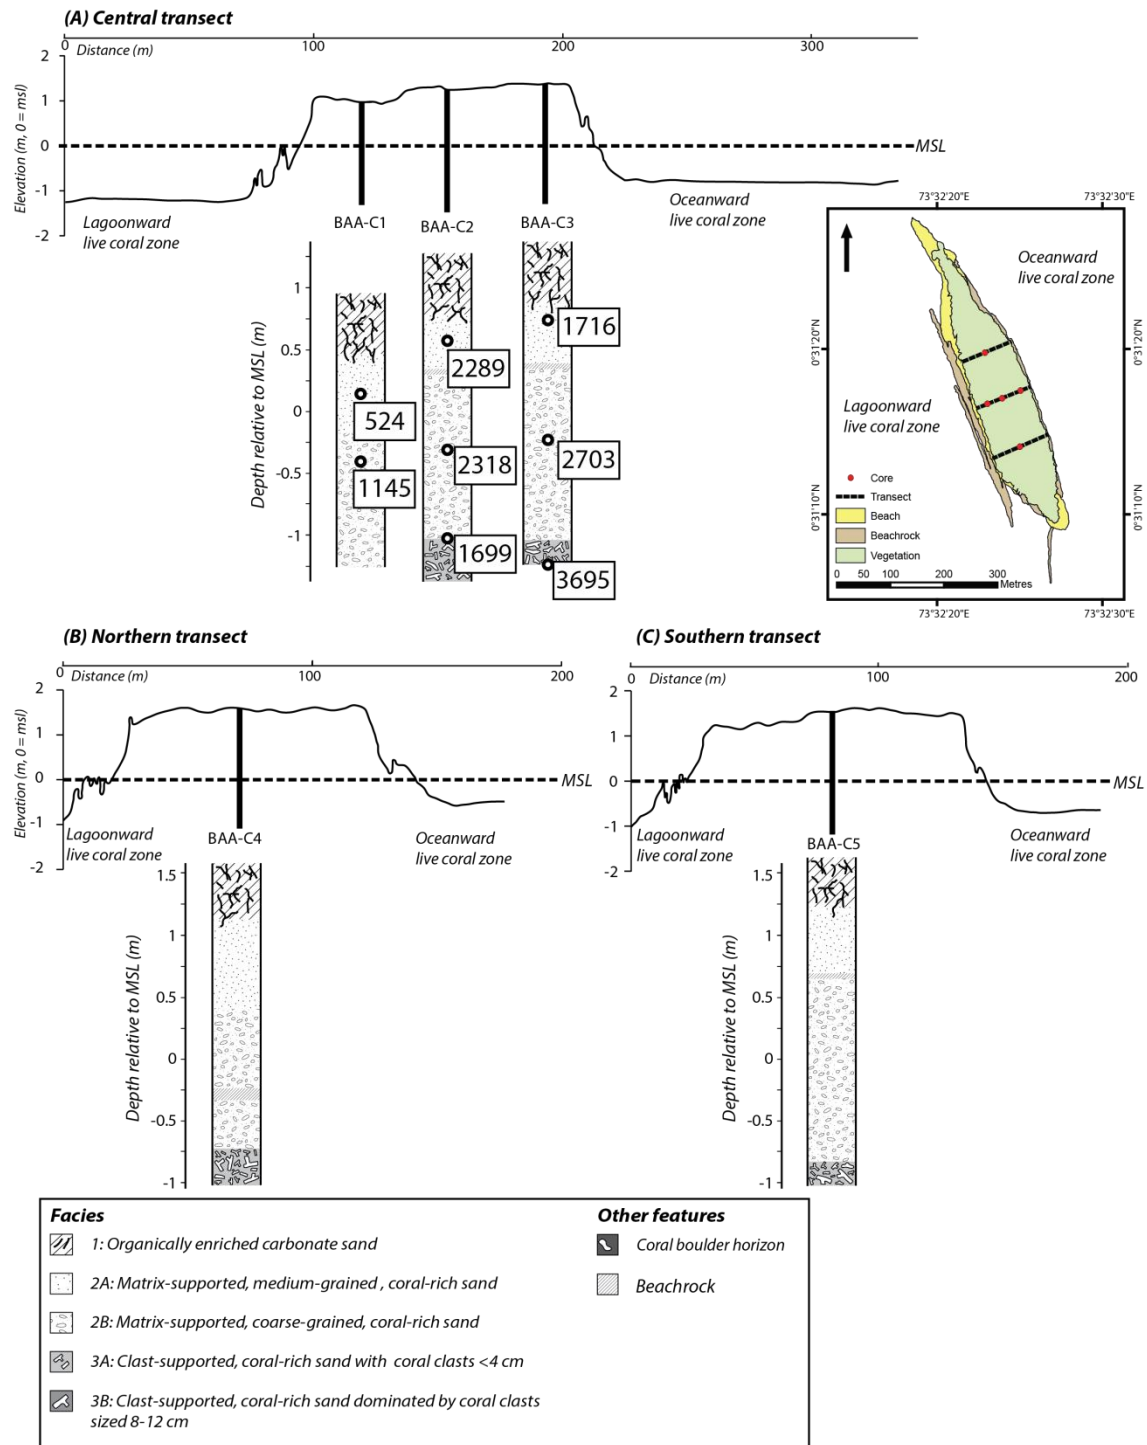 (A) Central transect
0 100 200 300
Distance (m)
Elevation (m, 0 = msl)
2
1
0
-1
-2
MSL
Lagoonward
live coral zone
Oceanward
live coral zone
BAA-C1
BAA-C2
BAA-C3
Depth relative to MSL (m)
1
0.5
0
-0.5
-1
524
1145
2289
2318
1699
1716
2703
3695
73°32'20"E 73°32'30"E
Oceanward
live coral zone
0°31'20"N
0°31'20"N
Lagoonward
live coral zone
Core
Transect
Beach
Beachrock
Vegetation
0°31'10"N
0°31'10"N
0 50 100 200 300
Metres
73°32'20"E 73°32'30"E
(B) Northern transect
0 100 200
Distance (m)
Elevation (m, 0 = msl)
2
1
0
-1
-2
MSL
Lagoonward
live coral zone
BAA-C4
Oceanward
live coral zone
Depth relative to MSL (m)
1.5
1
0.5
0
-0.5
-1
(C) Southern transect
0 100 200
Distance (m)
2
1
0
-1
-2
MSL
Lagoonward
live coral zone
BAA-C5
Oceanward
live coral zone
Depth relative to MSL (m)
1.5
1
0.5
0
-0.5
-1
Facies
1: Organically enriched carbonate sand
2A: Matrix-supported, medium-grained , coral-rich sand
2B: Matrix-supported, coarse-grained, coral-rich sand
3A: Clast-supported, coral-rich sand with coral clasts <4 cm
3B: Clast-supported, coral-rich sand dominated by coral clasts
sized 8-12 cm
Other features
Coral boulder horizon
Beachrock